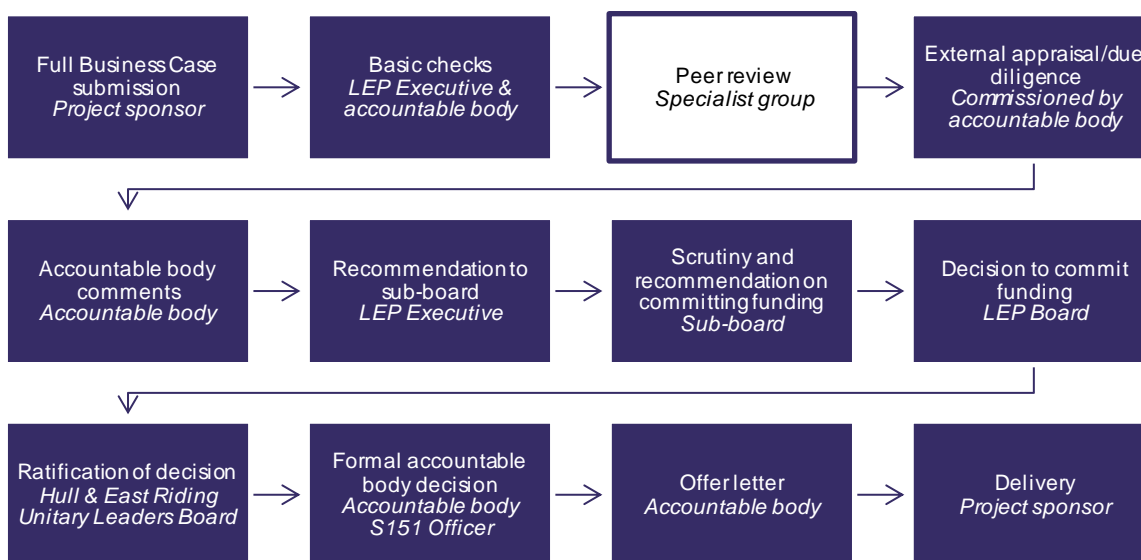 Full Business Case
submission
Project sponsor
Basic checks
LEP Executive &
accountable body
Peer review
Specialist group
External appraisal/due
diligence
Commissioned by
accountable body
Accountable body
comments
Accountable body
Recommendation to
sub-board
LEP Executive
Scrutiny and
recommendation on
committing funding
Sub-board
Decision to commit
funding
LEP Board
Ratification of decision
Hull & East Riding
Unitary Leaders Board
Formal accountable
body decision
Accountable body
S151 Officer
Offer letter
Accountable body
Delivery
Project sponsor